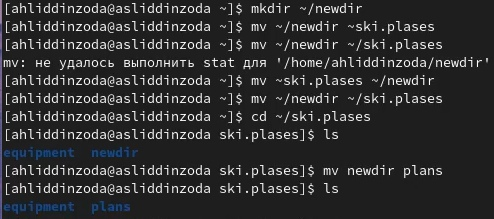 [ahliddinzoda@asliddinzoda ~]$ mkdir ~/newdir
[ahliddinzoda@asliddinzoda ~]$ mv ~/newdir ~ski.plases
[ahliddinzoda@asliddinzoda ~]$ mv ~/newdir ~/ski.plases
mv: не удалось выполнить stat для '/home/ahliddinzoda/newdir'
[ahliddinzoda@asliddinzoda ~]$ mv ~ski.plases ~/newdir
[ahliddinzoda@asliddinzoda ~]$ mv ~/newdir ~/ski.plases
[ahliddinzoda@asliddinzoda ~]$ cd ~/ski.plases
[ahliddinzoda@asliddinzoda ski.plases]$ ls
equipment  newdir
[ahliddinzoda@asliddinzoda ski.plases]$ mv newdir plans
[ahliddinzoda@asliddinzoda ski.plases]$ ls
equipment  plans